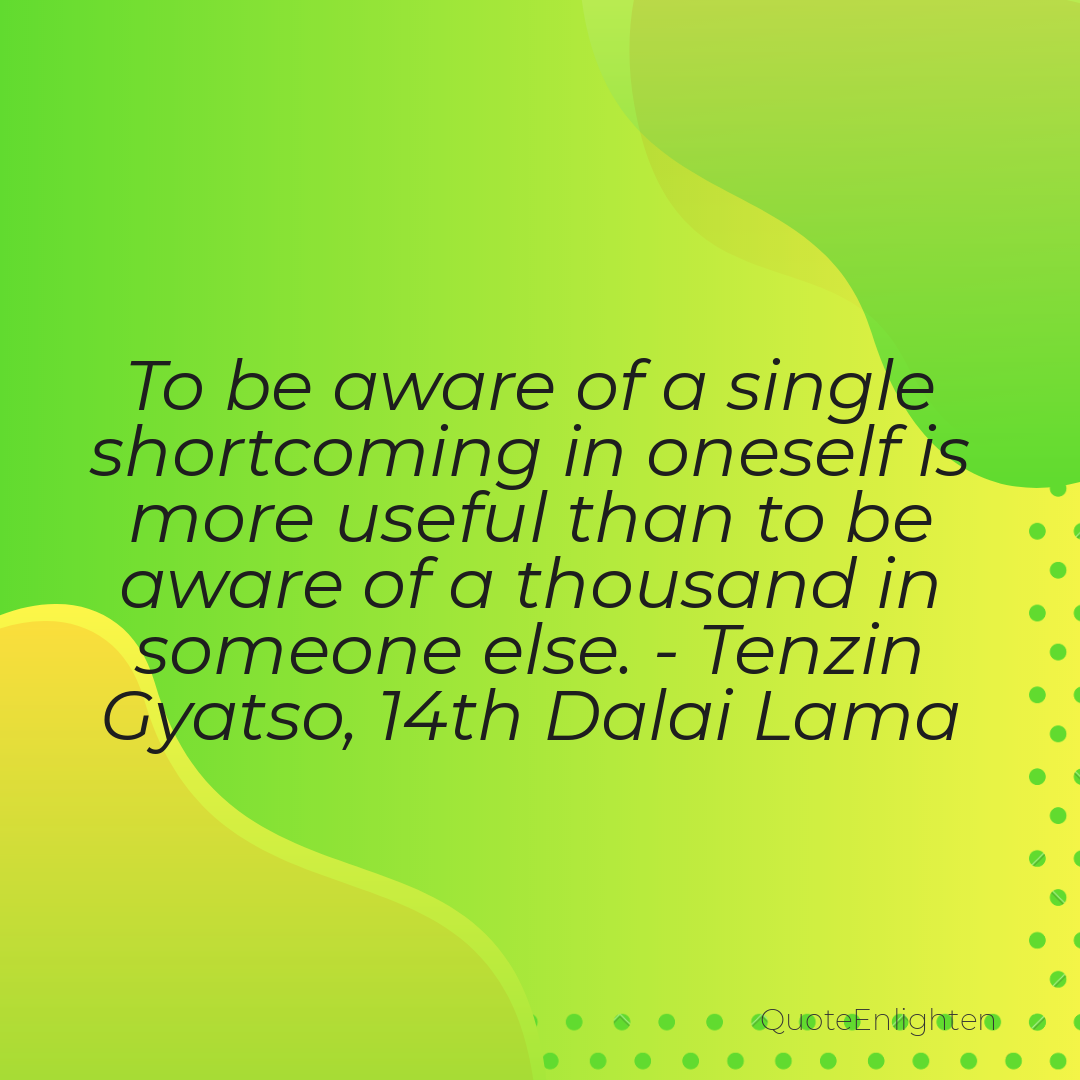 To be aware of a single
shortcoming in oneself is
more useful than to be
aware of a thousand in
someone else. - Tenzin
Gyatso, 14th Dalai Lama
QuoteEnlighten